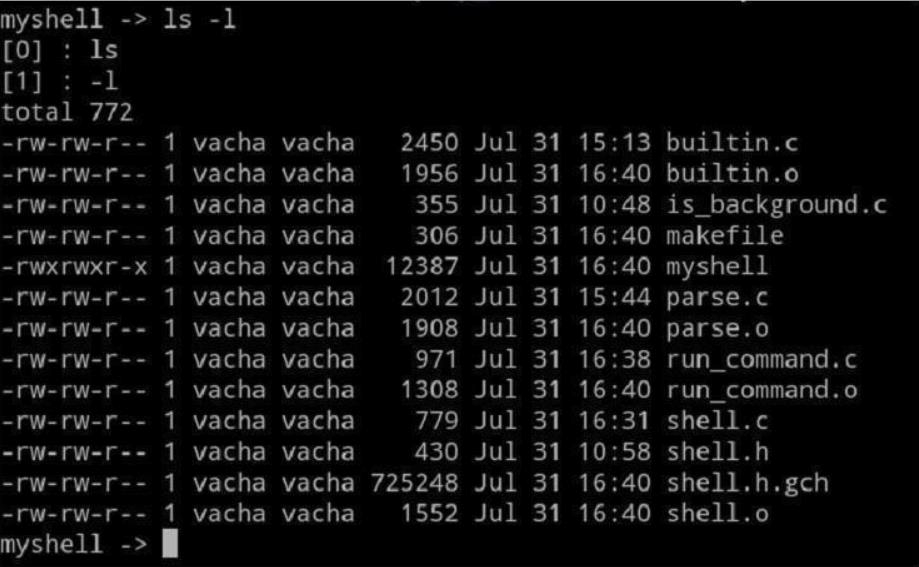 myshell -> ls -l
[0] : ls
[1] : -l
total 772
-rw-rw-r-- 1 vacha vacha   2450 Jul 31 15:13 builtin.c
-rw-rw-r-- 1 vacha vacha   1956 Jul 31 16:40 builtin.o
-rw-rw-r-- 1 vacha vacha    355 Jul 31 10:48 is_background.c
-rw-rw-r-- 1 vacha vacha    306 Jul 31 16:40 makefile
-rwxrwxr-x 1 vacha vacha  12387 Jul 31 16:40 myshell
-rw-rw-r-- 1 vacha vacha   2012 Jul 31 15:44 parse.c
-rw-rw-r-- 1 vacha vacha   1908 Jul 31 16:40 parse.o
-rw-rw-r-- 1 vacha vacha    971 Jul 31 16:38 run_command.c
-rw-rw-r-- 1 vacha vacha   1308 Jul 31 16:40 run_command.o
-rw-rw-r-- 1 vacha vacha    779 Jul 31 16:31 shell.c
-rw-rw-r-- 1 vacha vacha    430 Jul 31 10:58 shell.h
-rw-rw-r-- 1 vacha vacha 725248 Jul 31 16:40 shell.h.gch
-rw-rw-r-- 1 vacha vacha   1552 Jul 31 16:40 shell.o
myshell ->